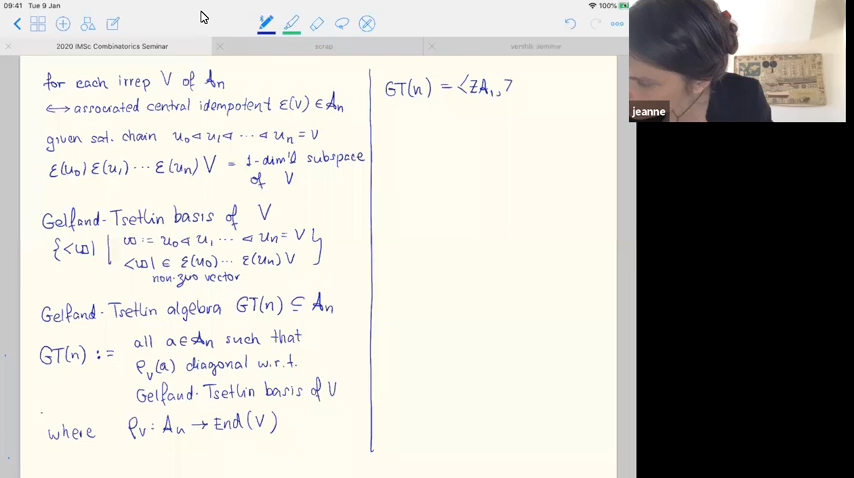 09:41 Tue 9 Jan
100%
2020 IMSc Combinatorics Seminar
scrap
vershik seminar
for each irrep V of An
⟷ associated central idempotent ε(v) ∈ An
given sat. chain u0 ◁ u1 ◁ ⋯ ◁ un = V
ε(u0) ε(u1) ⋯ ε(un) V = 1-dim'l subspace
of V
Gelfand-Tsetlin basis of V
{ <ω| | ω := u0 ◁ u1 ⋯ ◁ un = V }
<ω| ∈ ε(u0) ⋯ ε(un) V
non-zero vector
Gelfand-Tsetlin algebra GT(n) ⊆ An
GT(n) := all a ∈ An such that
ρv(a) diagonal w.r.t.
Gelfand-Tsetlin basis of V
where ρv : An → End(V)
GT(n) = <ZA1, 7
jeanne